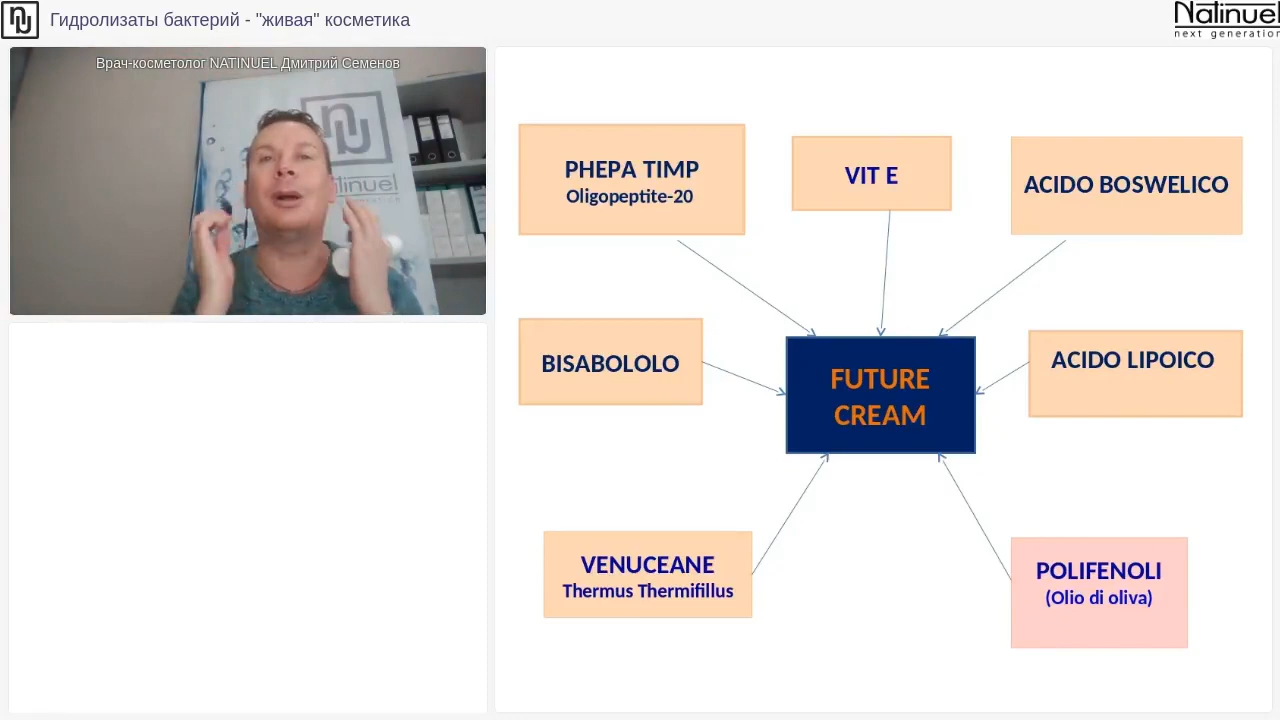 Гидролизаты бактерий - "живая" косметика
Natinuel
next generation
Врач-косметолог NATINUEL Дмитрий Семенов
PHEPA TIMP
Oligopeptite-20
VIT E
ACIDO BOSWELICO
BISABOLOLO
FUTURE
CREAM
ACIDO LIPOICO
VENUCEANE
Thermus Thermifillus
POLIFENOLI
(Olio di oliva)